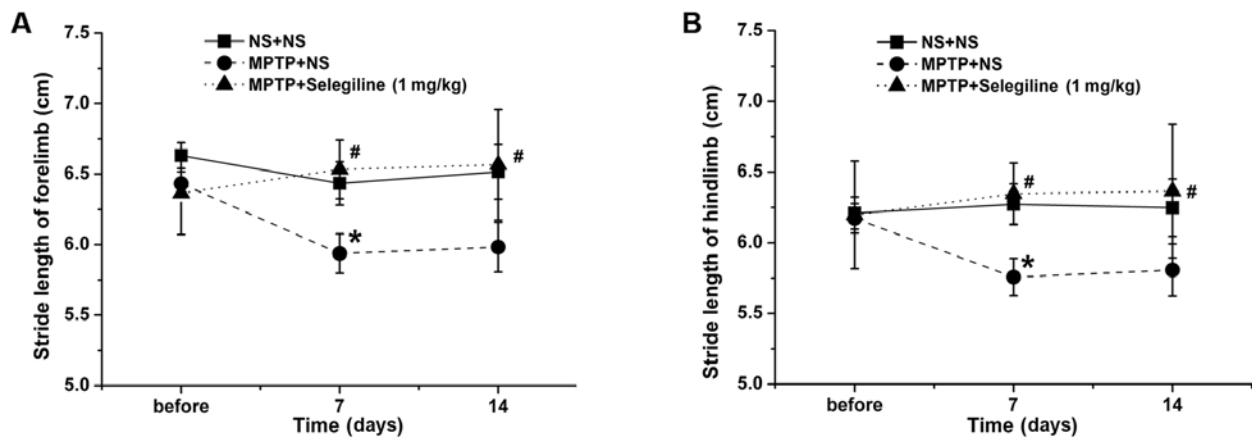 A
NS+NS
MPTP+NS
MPTP+Selegiline (1 mg/kg)
Stride length of forelimb (cm)
7.5
7.0
6.5
6.0
5.5
5.0
#
#
*
before
7
14
Time (days)
B
NS+NS
MPTP+NS
MPTP+Selegiline (1 mg/kg)
Stride length of hindlimb (cm)
7.5
7.0
6.5
6.0
5.5
5.0
#
#
*
before
7
14
Time (days)